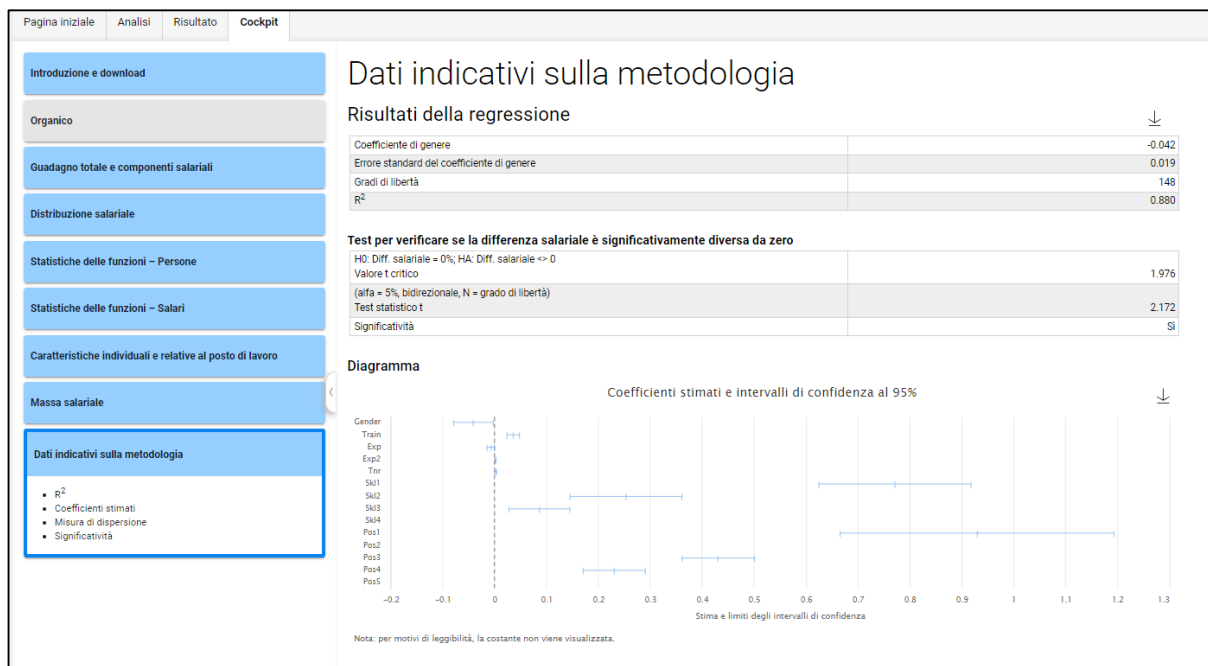 Pagina iniziale Analisi Risultato Cockpit
Introduzione e download
Organico
Guadagno totale e componenti salariali
Distribuzione salariale
Statistiche delle funzioni – Persone
Statistiche delle funzioni – Salari
Caratteristiche individuali e relative al posto di lavoro
Massa salariale
Dati indicativi sulla metodologia
• R²
• Coefficienti stimati
• Misura di dispersione
• Significatività
Dati indicativi sulla metodologia
Risultati della regressione
Coefficiente di genere -0.042
Errore standard del coefficiente di genere 0.019
Gradi di libertà 148
R² 0.880
Test per verificare se la differenza salariale è significativamente diversa da zero
H0: Diff. salariale = 0%; HA: Diff. salariale <> 0
Valore t critico 1.976
(alfa = 5%, bidirezionale, N = grado di libertà)
Test statistico t 2.172
Significatività Sì
Diagramma
Coefficienti stimati e intervalli di confidenza al 95%
Gender
Train
Exp
Exp2
Tnr
Skl1
Skl2
Skl3
Skl4
Pos1
Pos2
Pos3
Pos4
Pos5
-0.2 -0.1 0 0.1 0.2 0.3 0.4 0.5 0.6 0.7 0.8 0.9 1 1.1 1.2 1.3
Stima e limiti degli intervalli di confidenza
Nota: per motivi di leggibilità, la costante non viene visualizzata.